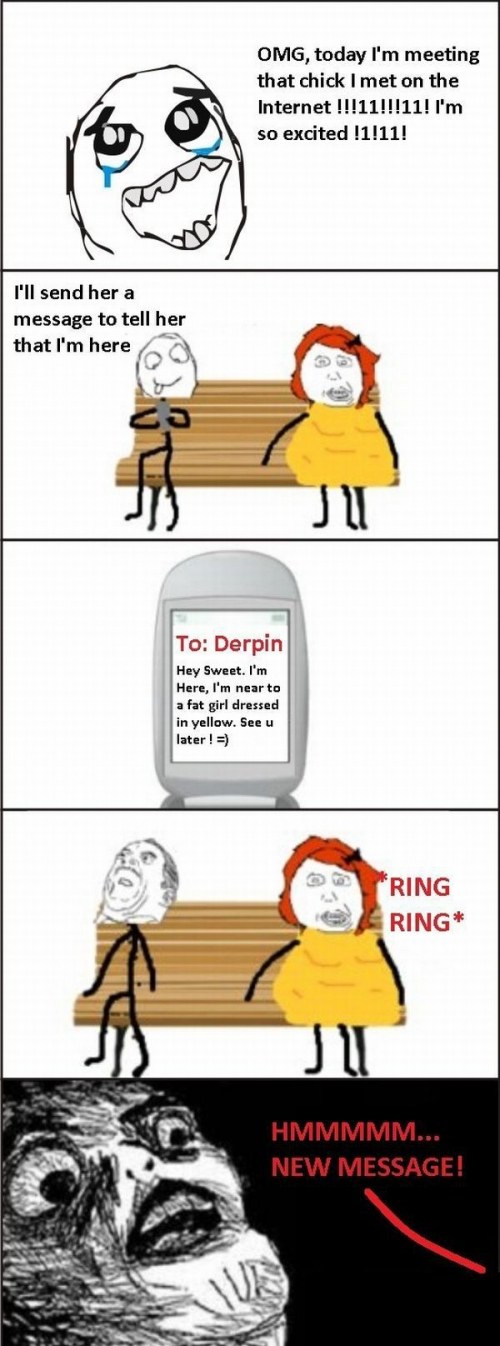 OMG, today I'm meeting
that chick I met on the
Internet !!!11!!!11! I'm
so excited !1!11!
I'll send her a
message to tell her
that I'm here
To: Derpin
Hey Sweet. I'm
Here, I'm near to
a fat girl dressed
in yellow. See u
later ! =)
*RING
RING*
HMMMMM...
NEW MESSAGE!